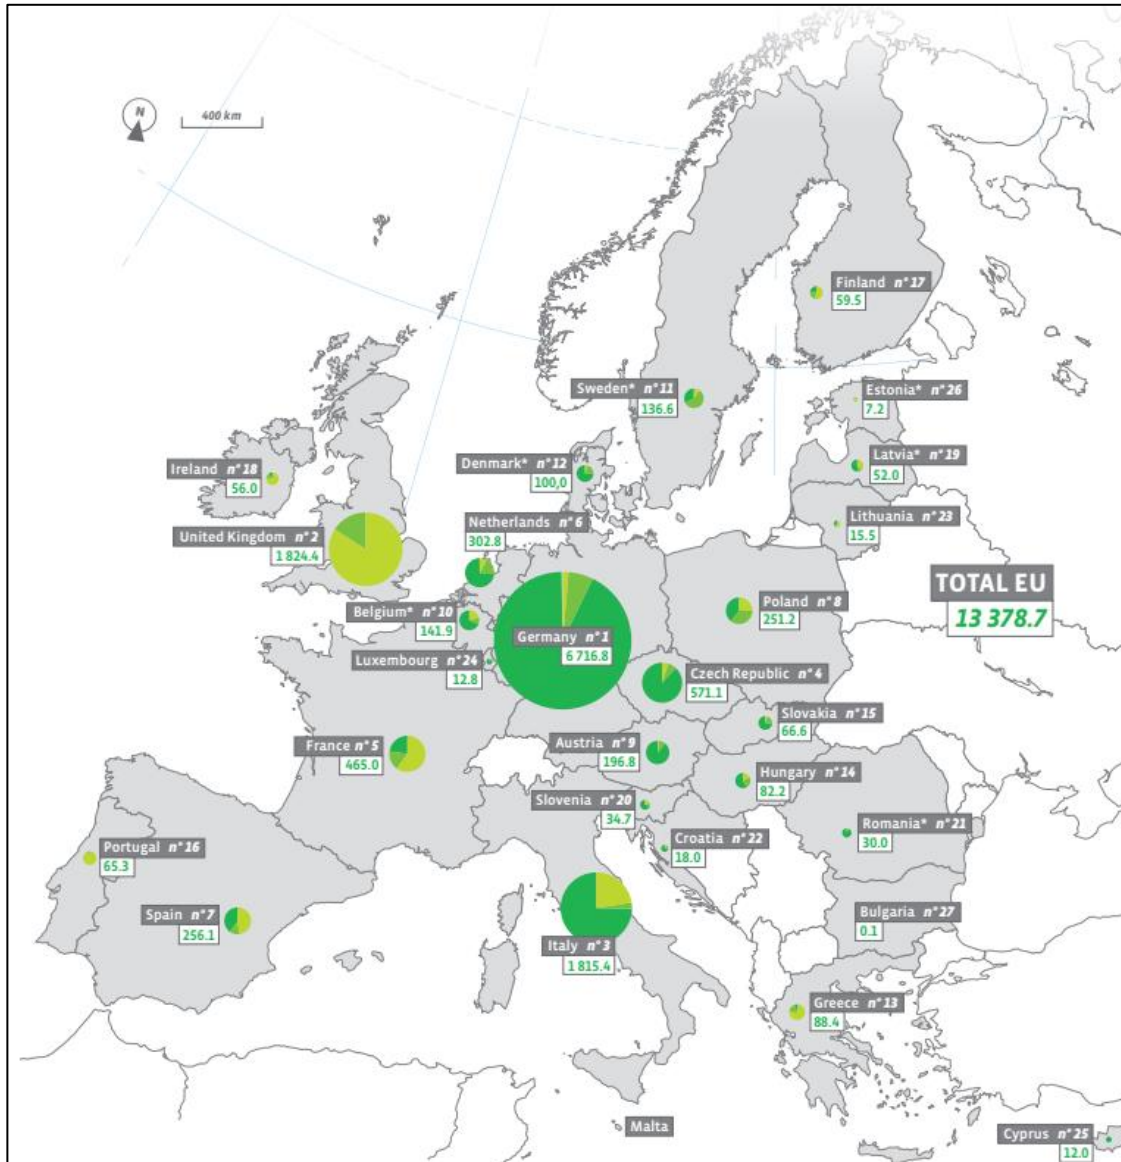 N
400 km
Finland n° 17
59.5
Sweden* n° 11
136.6
Estonia* n° 26
7.2
Latvia* n° 19
52.0
Denmark* n° 12
100,0
Ireland n° 18
56.0
Lithuania n° 23
15.5
Netherlands n° 6
302.8
United Kingdom n° 2
1 824.4
TOTAL EU
13 378.7
Poland n° 8
251.2
Belgium* n° 10
141.9
Germany n° 1
6 716.8
Luxembourg n° 24
12.8
Czech Republic n° 4
571.1
Slovakia n° 15
66.6
France n° 5
465.0
Austria n° 9
196.8
Hungary n° 14
82.2
Slovenia n° 20
34.7
Romania* n° 21
30.0
Croatia n° 22
18.0
Portugal n° 16
65.3
Spain n° 7
256.1
Bulgaria n° 27
0.1
Italy n° 3
1 815.4
Greece n° 13
88.4
Malta
Cyprus n° 25
12.0